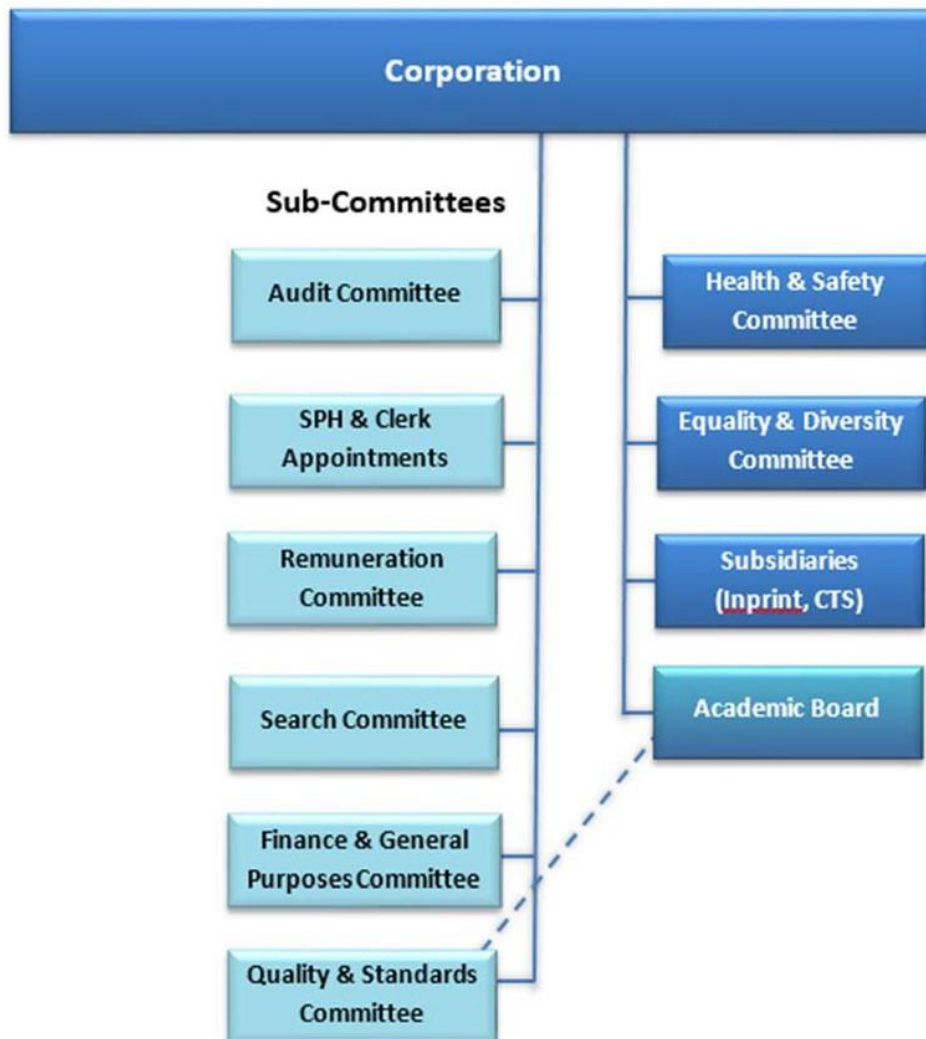 Corporation
Sub-Committees
Audit Committee
SPH & Clerk
Appointments
Remuneration
Committee
Search Committee
Finance & General
Purposes Committee
Quality & Standards
Committee
Health & Safety
Committee
Equality & Diversity
Committee
Subsidiaries
(Inprint, CTS)
Academic Board